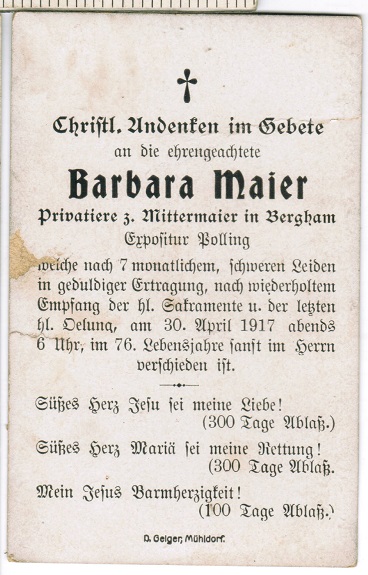 Christl. Andenken im Gebete
an die ehrengeachtete
Barbara Maier
Privatiere z. Mittermaier in Bergham
Expositur Polling
welche nach 7 monatlichem, schweren Leiden
in geduldiger Ertragung, nach wiederholtem
Empfang der hl. Sakramente u. der letzten
hl. Oelung, am 30. April 1917 abends
6 Uhr, im 76. Lebensjahre sanft im Herrn
verschieden ist.
Süßes Herz Jesu sei meine Liebe!
(300 Tage Ablaß.)
Süßes Herz Mariä sei meine Rettung!
(300 Tage Ablaß.
Mein Jesus Barmherzigkeit!
(100 Tage Ablaß.)
D. Geiger, Mühldorf.